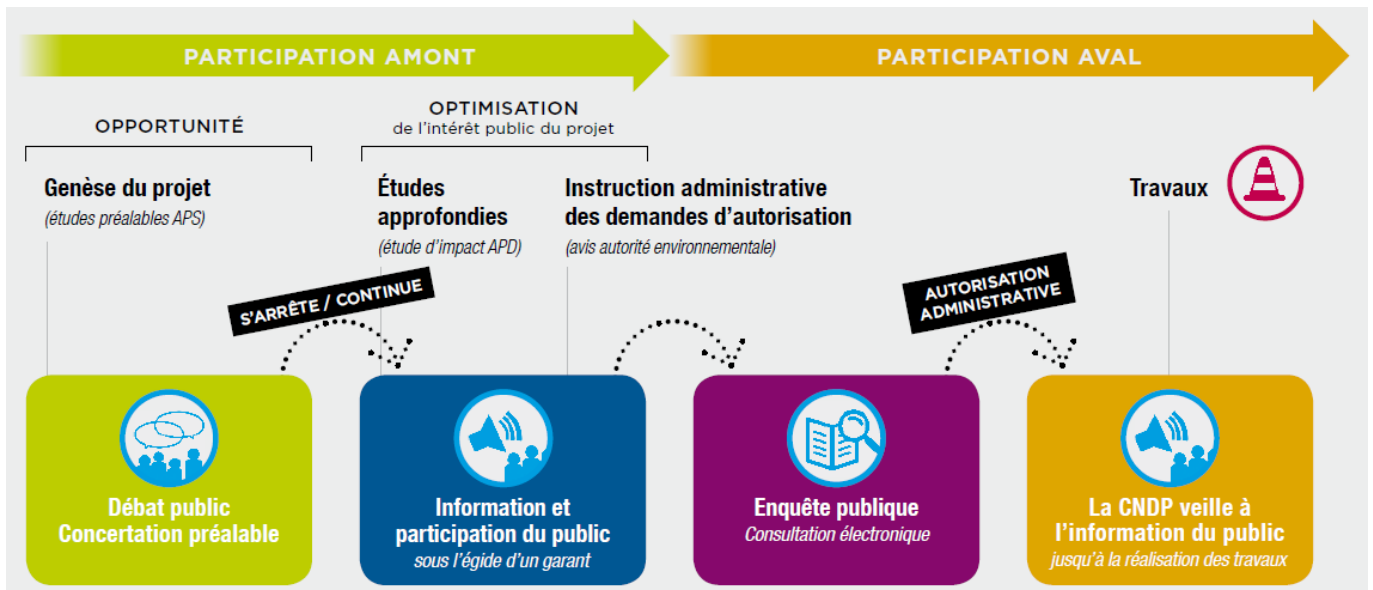 PARTICIPATION AMONT
PARTICIPATION AVAL
OPPORTUNITÉ
OPTIMISATION
de l'intérêt public du projet
Genèse du projet
(études préalables APS)
Études
approfondies
(étude d'impact APD)
Instruction administrative
des demandes d'autorisation
(avis autorité environnementale)
Travaux
S'ARRÊTE / CONTINUE
AUTORISATION
ADMINISTRATIVE
Débat public
Concertation préalable
Information et
participation du public
sous l'égide d'un garant
Enquête publique
Consultation électronique
La CNDP veille à
l'information du public
jusqu'à la réalisation des travaux